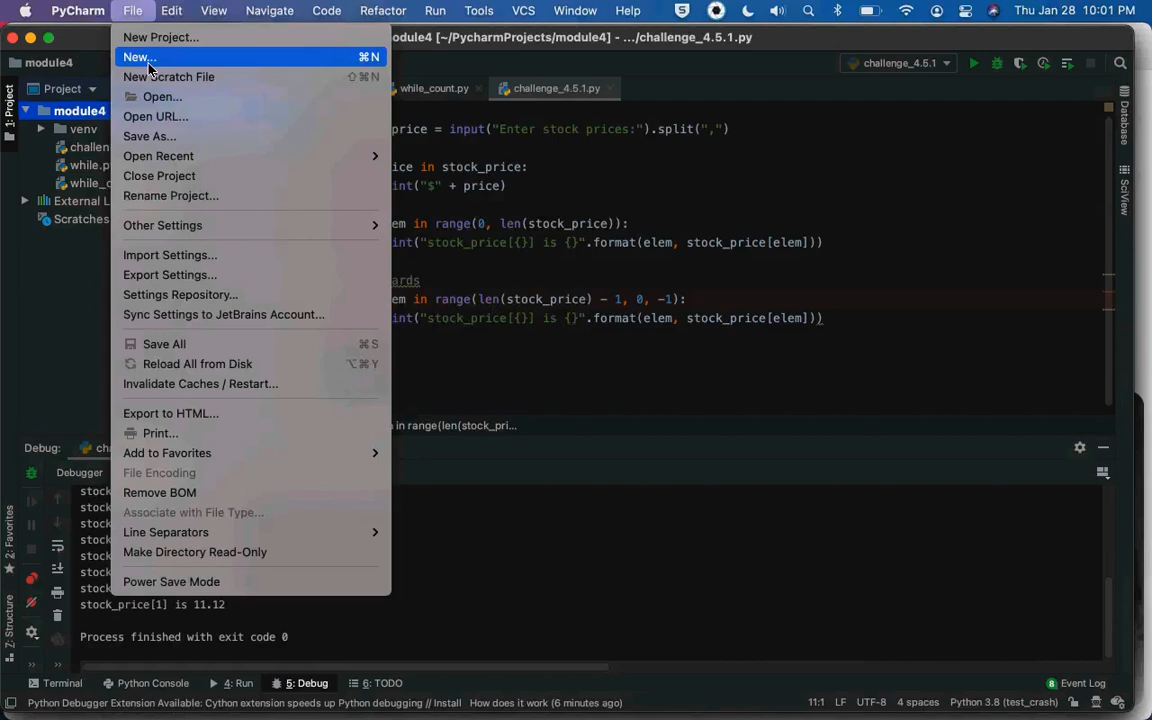 PyCharm File Edit View Navigate Code Refactor Run Tools VCS Window Help Thu Jan 28 10:01 PM
module4 [~/PycharmProjects/module4] - .../challenge_4.5.1.py
module4
challenge_4.5.1
New Project...
New... ⌘N
New Scratch File ⇧⌘N
Open...
Open URL...
Save As...
Open Recent
Close Project
Rename Project...
Other Settings
Import Settings...
Export Settings...
Settings Repository...
Sync Settings to JetBrains Account...
Save All ⌘S
Reload All from Disk ⌥⌘Y
Invalidate Caches / Restart...
Export to HTML...
Print...
Add to Favorites
File Encoding
Remove BOM
Associate with File Type...
Line Separators
Make Directory Read-Only
Power Save Mode
1: Project
Project
module4
venv
while.p
External L
Scratches
while_count.py
challenge_4.5.1.py
price = input("Enter stock prices:").split(",")
in stock_price:
("$" + price)
in range(0, len(stock_price)):
("stock_price[{}] is {}".format(elem, stock_price[elem]))
in range(len(stock_price) - 1, 0, -1):
("stock_price[{}] is {}".format(elem, stock_price[elem]))
in range(len(stock_pri...
Database
SciView
Debug:
Debugger
stock
stock
stock
stock
stock
stock
stock
stock_price[1] is 11.12
Process finished with exit code 0
2: Favorites
Z: Structure
Terminal Python Console 4: Run 5: Debug 6: TODO 8 Event Log
Python Debugger Extension Available: Cython extension speeds up Python debugging // Install How does it work (6 minutes ago) 11:1 LF UTF-8 4 spaces Python 3.8 (test_crash)